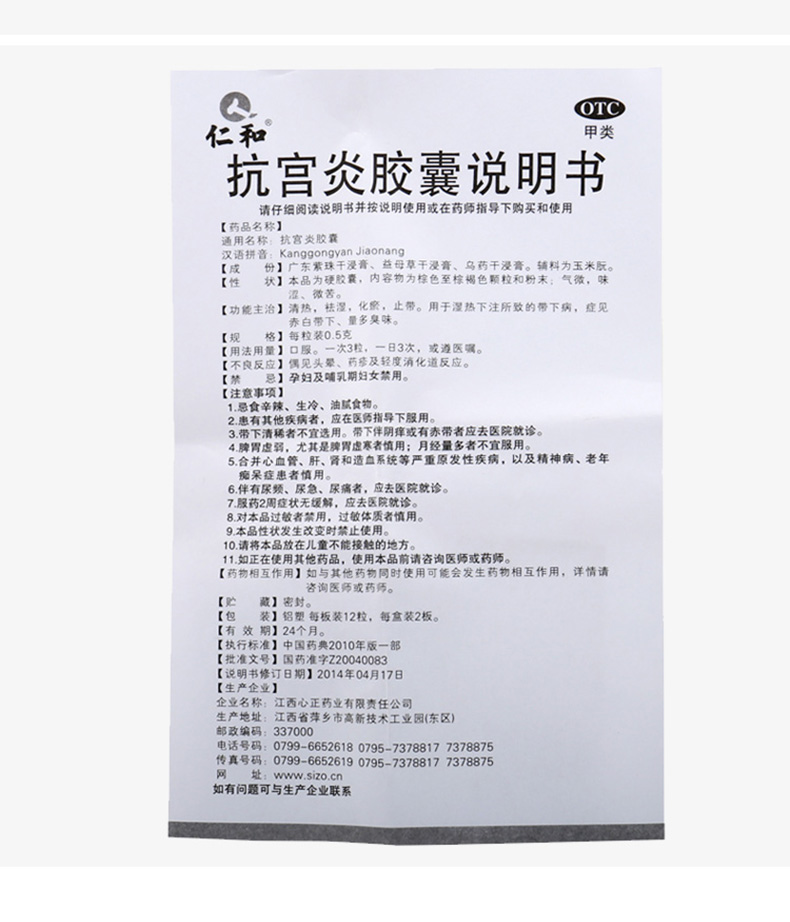 仁和®
OTC
甲类
抗宫炎胶囊说明书
请仔细阅读说明书并按说明使用或在药师指导下购买和使用
【药品名称】
通用名称：抗宫炎胶囊
汉语拼音：Kanggongyan Jiaonang
【成　份】广东紫珠干浸膏、益母草干浸膏、乌药干浸膏。辅料为玉米朊。
【性　状】本品为硬胶囊，内容物为棕色至棕褐色颗粒和粉末；气微，味
涩、微苦。
【功能主治】清热，祛湿，化瘀，止带。用于湿热下注所致的带下病，症见
赤白带下、量多臭味。
【规　格】每粒装0.5克
【用法用量】口服。一次3粒，一日3次，或遵医嘱。
【不良反应】偶见头晕、药疹及轻度消化道反应。
【禁　忌】孕妇及哺乳期妇女禁用。
【注意事项】
1.忌食辛辣、生冷、油腻食物。
2.患有其他疾病者，应在医师指导下服用。
3.带下清稀者不宜选用。带下伴阴痒或有赤带者应去医院就诊。
4.脾胃虚弱，尤其是脾胃虚寒者慎用；月经量多者不宜服用。
5.合并心血管、肝、肾和造血系统等严重原发性疾病，以及精神病、老年
痴呆症患者慎用。
6.伴有尿频、尿急、尿痛者，应去医院就诊。
7.服药2周症状无缓解，应去医院就诊。
8.对本品过敏者禁用，过敏体质者慎用。
9.本品性状发生改变时禁止使用。
10.请将本品放在儿童不能接触的地方。
11.如正在使用其他药品，使用本品前请咨询医师或药师。
【药物相互作用】如与其他药物同时使用可能会发生药物相互作用，详情请
咨询医师或药师。
【贮　藏】密封。
【包　装】铝塑 每板装12粒，每盒装2板。
【有 效 期】24个月。
【执行标准】中国药典2010年版一部
【批准文号】国药准字Z20040083
【说明书修订日期】2014年04月17日
【生产企业】
企业名称：江西心正药业有限责任公司
生产地址：江西省萍乡市高新技术工业园(东区)
邮政编码：337000
电话号码：0799-6652618 0795-7378817 7378875
传真号码：0799-6652619 0795-7378817 7378875
网　址：www.sizo.cn
如有问题可与生产企业联系